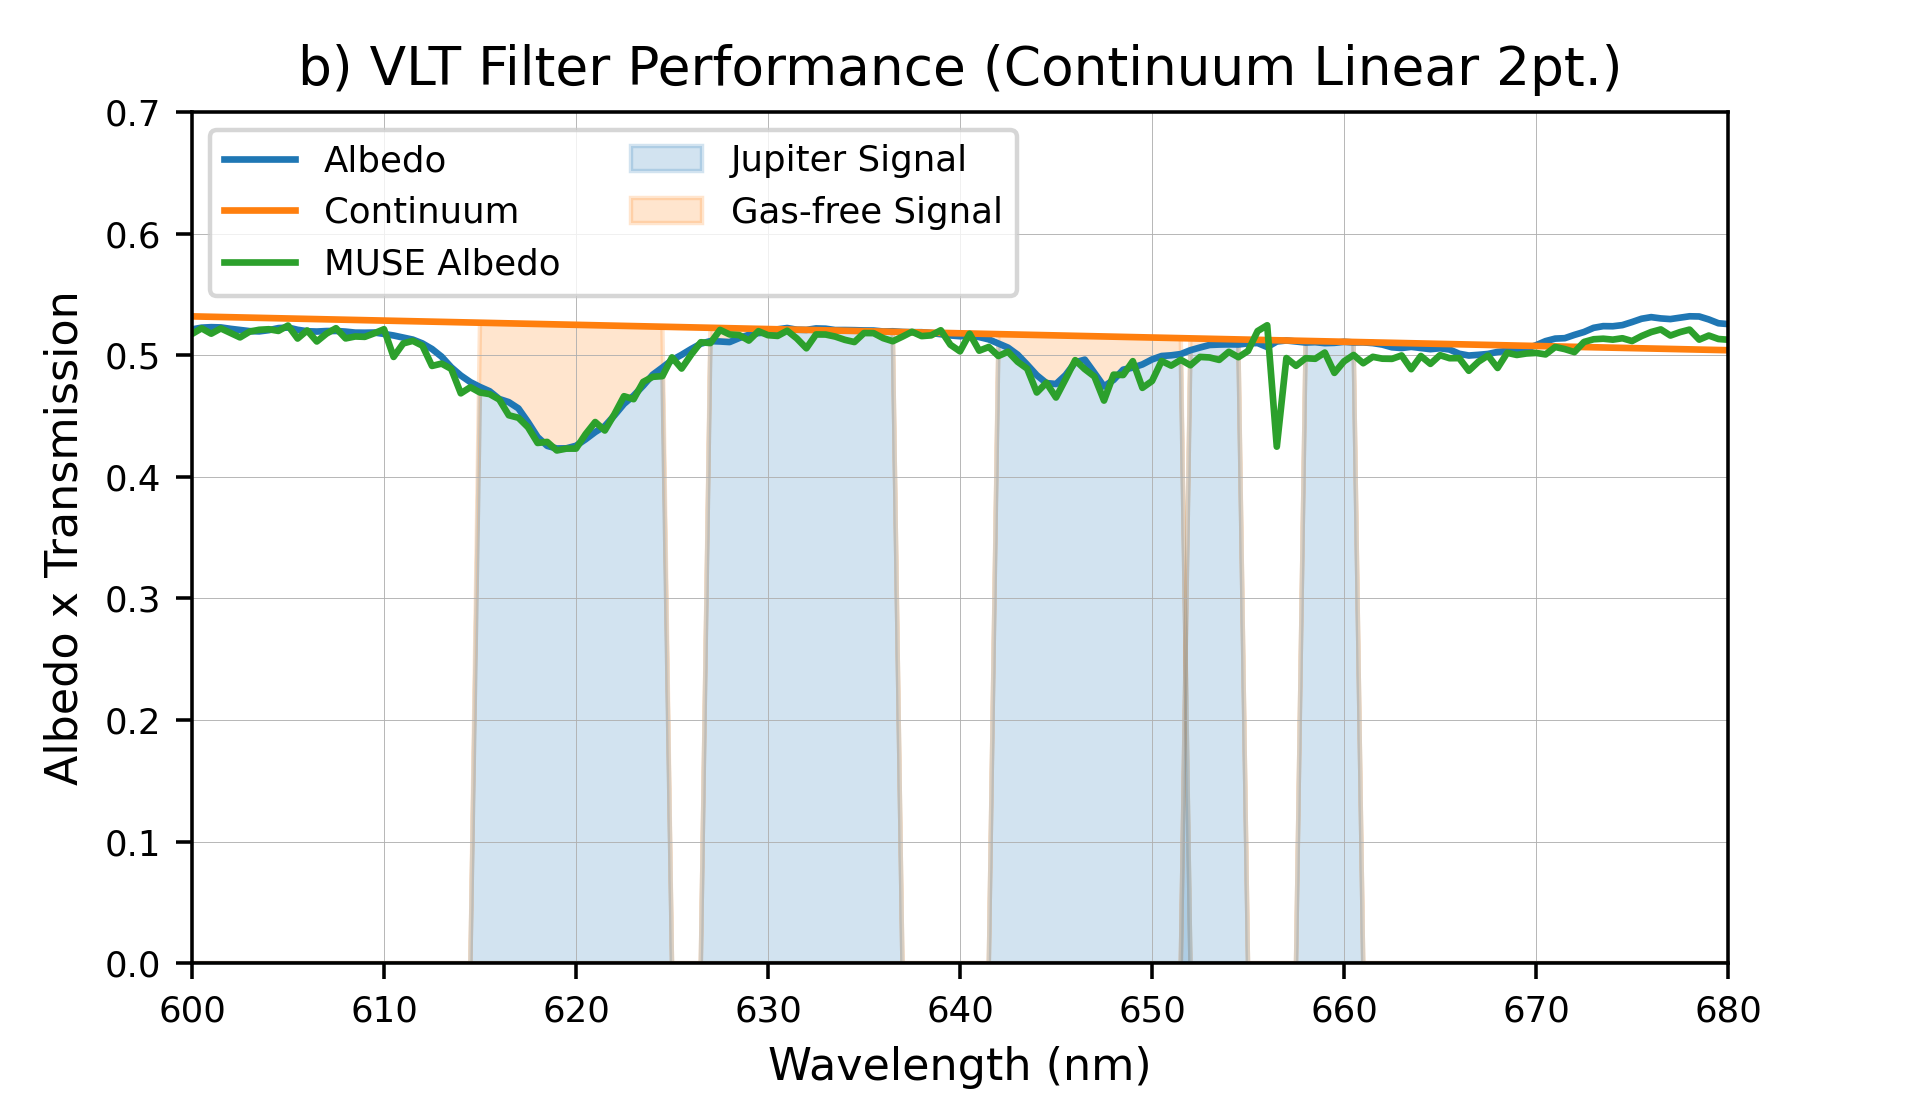 b) VLT Filter Performance (Continuum Linear 2pt.)
Albedo
Continuum
MUSE Albedo
Jupiter Signal
Gas-free Signal
Albedo x Transmission
0.7
0.6
0.5
0.4
0.3
0.2
0.1
0.0
600 610 620 630 640 650 660 670 680
Wavelength (nm)